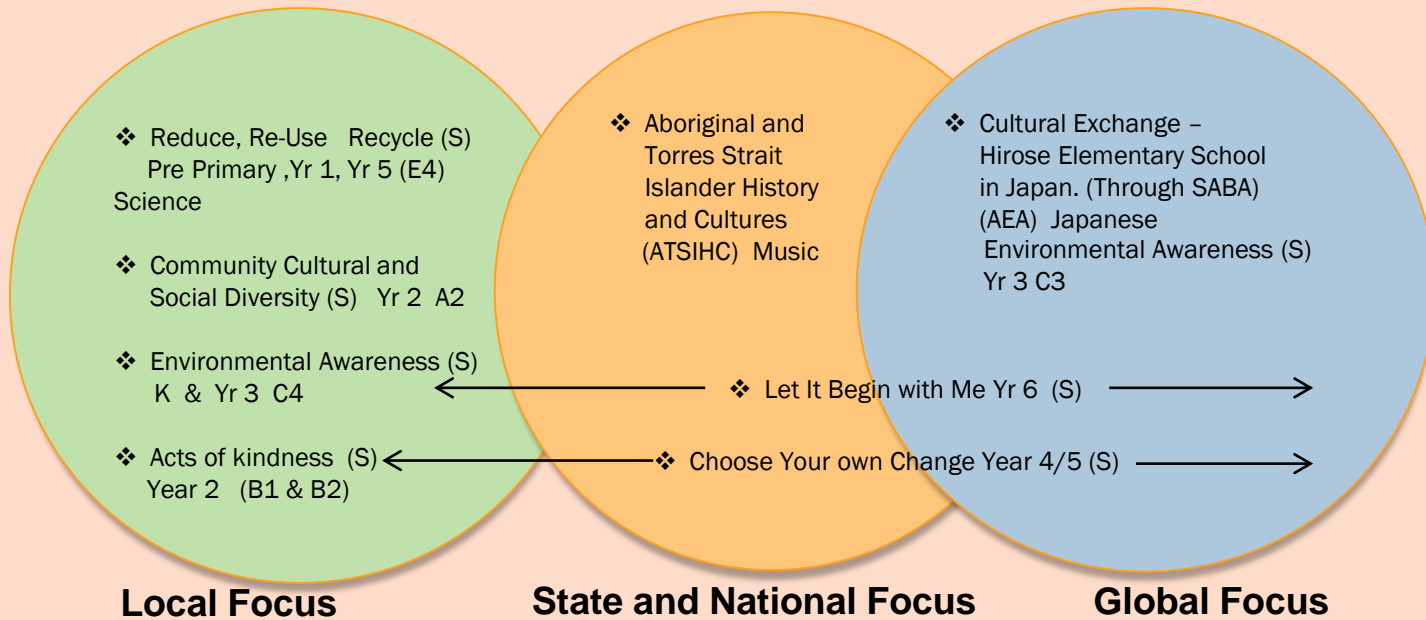 ❖ Reduce, Re-Use Recycle (S)
Pre Primary ,Yr 1, Yr 5 (E4)
Science
❖ Community Cultural and
Social Diversity (S) Yr 2 A2
❖ Environmental Awareness (S)
K & Yr 3 C4
❖ Acts of kindness (S)
Year 2 (B1 & B2)
❖ Aboriginal and
Torres Strait
Islander History
and Cultures
(ATSIHC) Music
❖ Let It Begin with Me Yr 6 (S)
❖ Choose Your own Change Year 4/5 (S)
❖ Cultural Exchange –
Hirose Elementary School
in Japan. (Through SABA)
(AEA) Japanese
Environmental Awareness (S)
Yr 3 C3
Local Focus
State and National Focus
Global Focus